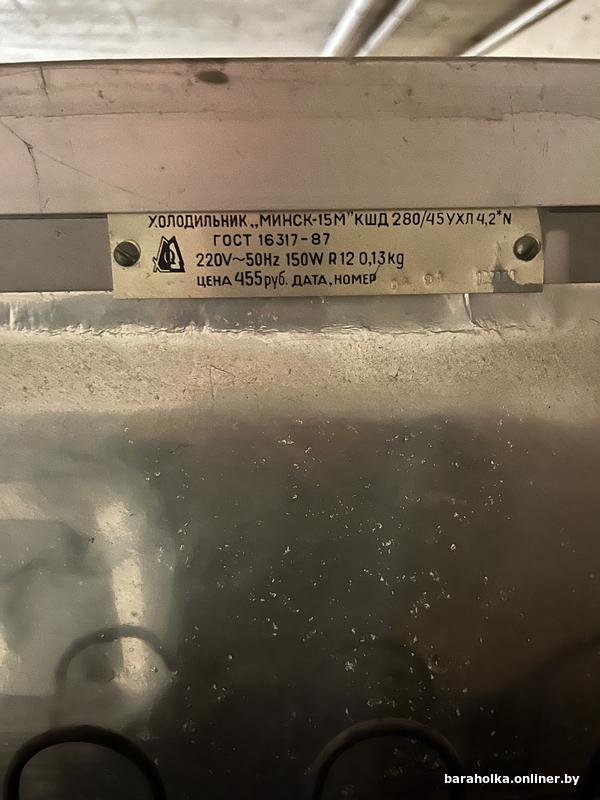 ХОЛОДИЛЬНИК „МИНСК-15М" КШД 280/45 УХЛ 4,2*N
ГОСТ 16317-87
220V~50Hz 150W R12 0,13kg
ЦЕНА 455 руб. ДАТА, НОМЕР
baraholka.onliner.by